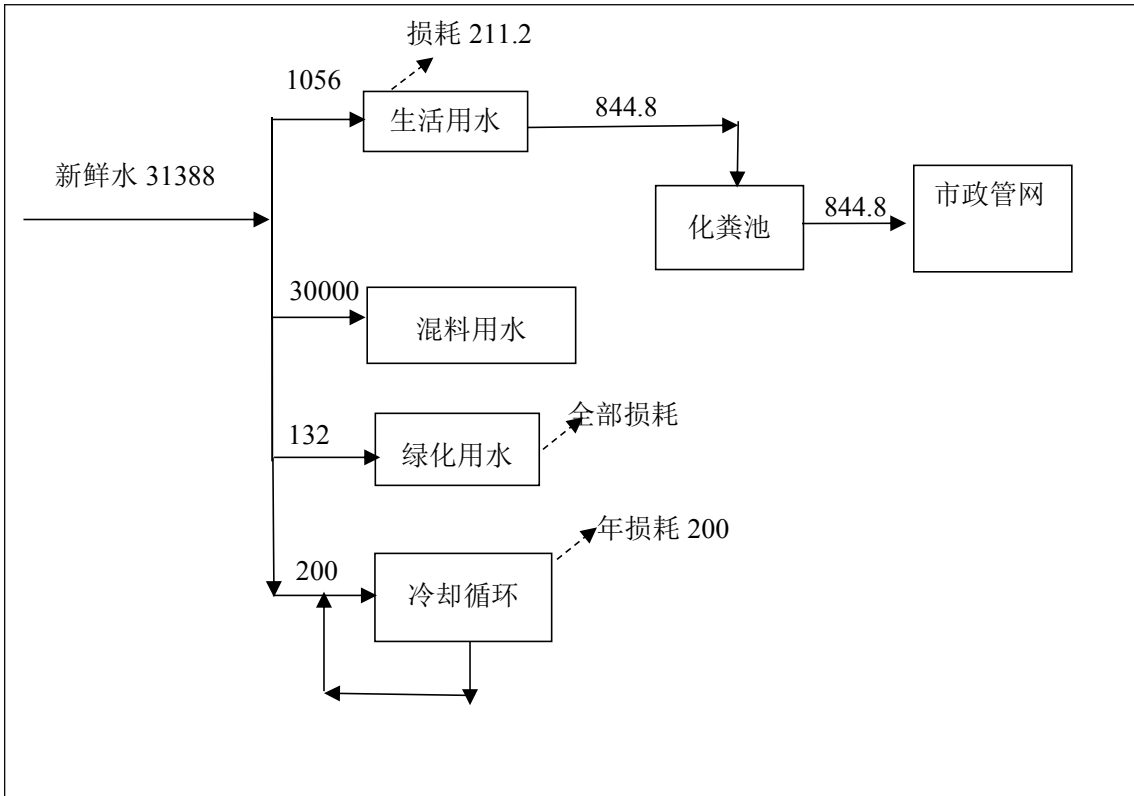 损耗 211.2
1056
生活用水
844.8
新鲜水 31388
化粪池
844.8
市政管网
30000
混料用水
132
绿化用水
全部损耗
200
冷却循环
年损耗 200